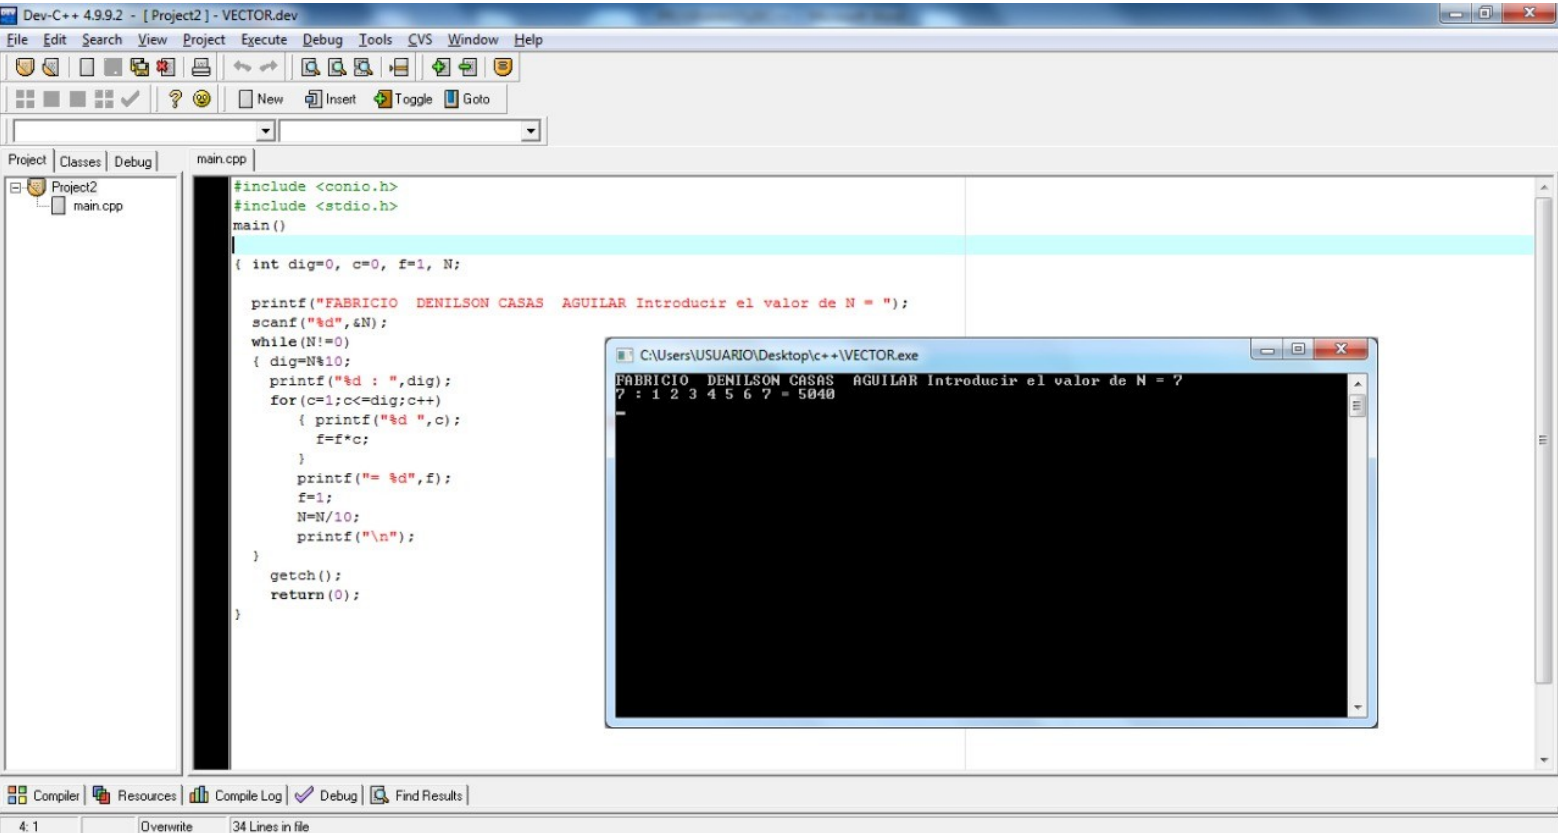 Dev-C++ 4.9.9.2 - [ Project2 ] - VECTOR.dev
File Edit Search View Project Execute Debug Tools CVS Window Help
New Insert Toggle Goto
Project Classes Debug
main.cpp
Project2
main.cpp
#include <conio.h>
#include <stdio.h>
main()
{ int dig=0, c=0, f=1, N;
printf("FABRICIO  DENILSON CASAS  AGUILAR Introducir el valor de N = ");
scanf("%d",&N);
while(N!=0)
{ dig=N%10;
printf("%d : ",dig);
for(c=1;c<=dig;c++)
{ printf("%d ",c);
f=f*c;
}
printf("= %d",f);
f=1;
N=N/10;
printf("\n");
}
getch();
return(0);
}
C:\Users\USUARIO\Desktop\c++\VECTOR.exe
FABRICIO  DENILSON CASAS  AGUILAR Introducir el valor de N = 7
7 : 1 2 3 4 5 6 7 = 5040
Compiler Resources Compile Log Debug Find Results
4: 1 Overwrite 34 Lines in file